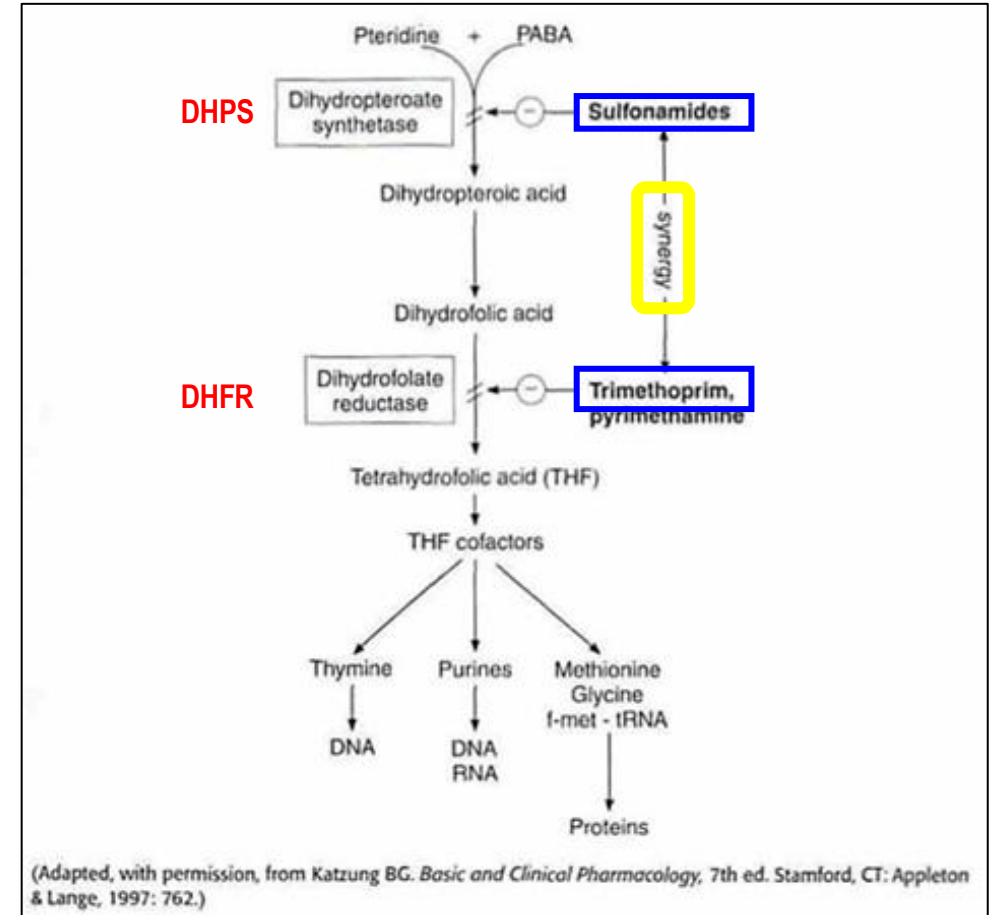 Pteridine + PABA
DHPS
Dihydropteroate
synthetase
−
Sulfonamides
Dihydropteroic acid
- synergy -
Dihydrofolic acid
DHFR
Dihydrofolate
reductase
−
Trimethoprim,
pyrimethamine
Tetrahydrofolic acid (THF)
THF cofactors
Thymine
Purines
Methionine
Glycine
f-met - tRNA
DNA
DNA
RNA
Proteins
(Adapted, with permission, from Katzung BG. Basic and Clinical Pharmacology, 7th ed. Stamford, CT: Appleton
& Lange, 1997: 762.)